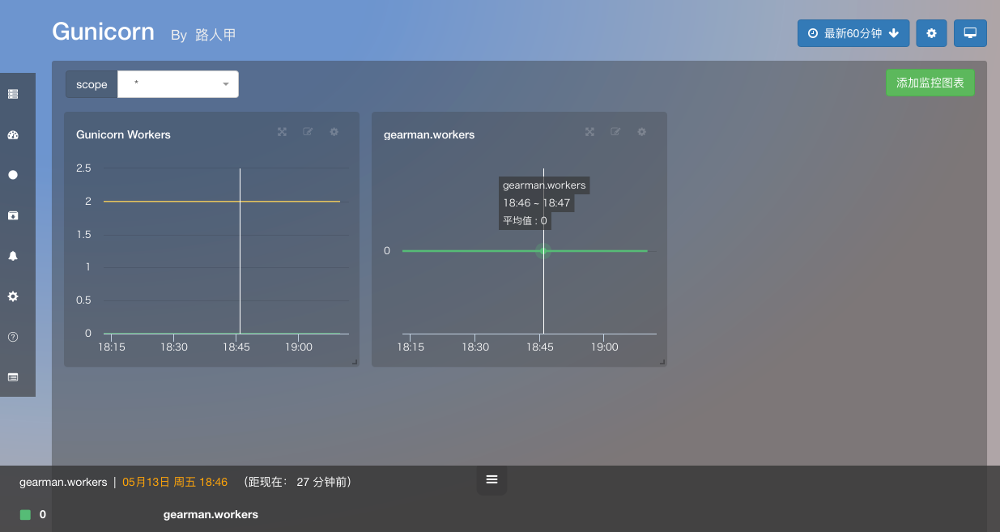 Gunicorn By 路人甲
最新60分钟
scope *
添加监控图表
Gunicorn Workers
2.5
2
1.5
1
0.5
0
18:15 18:30 18:45 19:00
gearman.workers
gearman.workers
18:46 ~ 18:47
平均值 : 0
0
18:15 18:30 18:45 19:00
gearman.workers | 05月13日 周五 18:46 （距现在： 27 分钟前）
0 gearman.workers